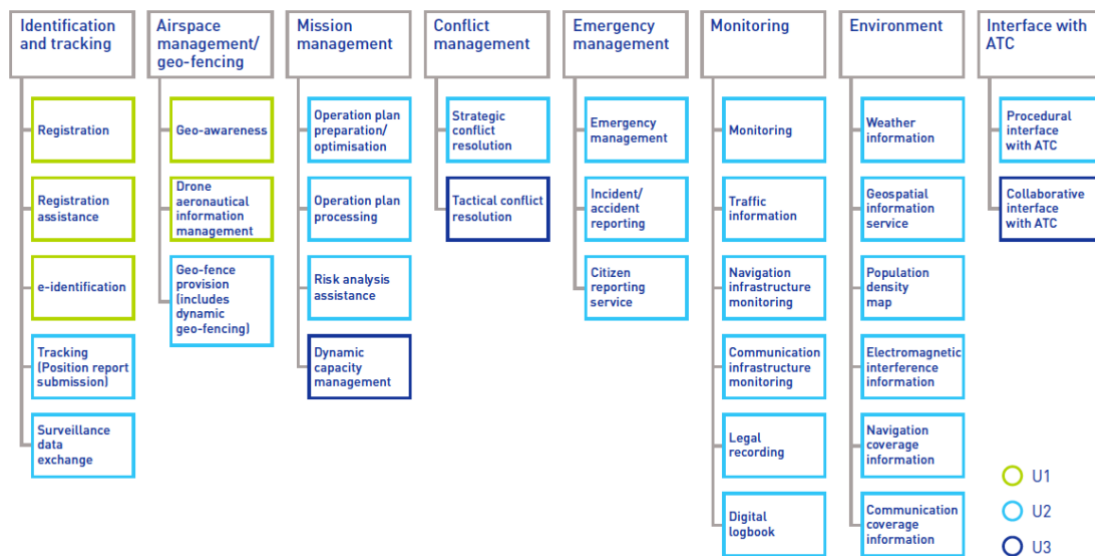 Identification
and tracking
Airspace
management/
geo-fencing
Mission
management
Conflict
management
Emergency
management
Monitoring
Environment
Interface with
ATC
Registration
Registration
assistance
e-identification
Tracking
(Position report
submission)
Surveillance
data
exchange
Geo-awareness
Drone
aeronautical
information
management
Geo-fence
provision
(includes
dynamic
geo-fencing)
Operation plan
preparation/
optimisation
Operation plan
processing
Risk analysis
assistance
Dynamic
capacity
management
Strategic
conflict
resolution
Tactical conflict
resolution
Emergency
management
Incident/
accident
reporting
Citizen
reporting
service
Monitoring
Traffic
information
Navigation
infrastructure
monitoring
Communication
infrastructure
monitoring
Legal
recording
Digital
logbook
Weather
information
Geospatial
information
service
Population
density
map
Electromagnetic
interference
information
Navigation
coverage
information
Communication
coverage
information
Procedural
interface
with ATC
Collaborative
interface
with ATC
U1
U2
U3